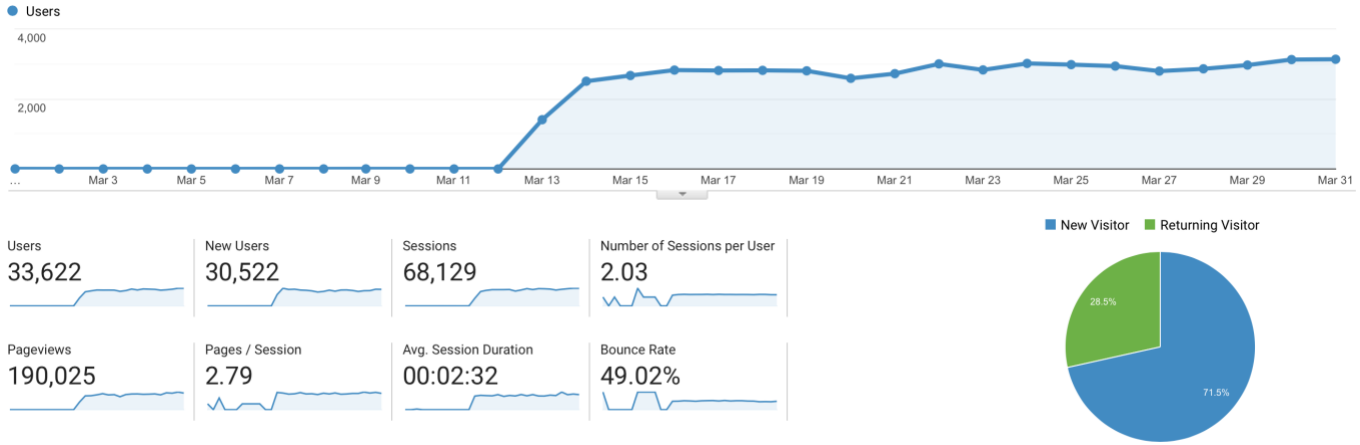 Users
4,000
2,000
... Mar 3 Mar 5 Mar 7 Mar 9 Mar 11 Mar 13 Mar 15 Mar 17 Mar 19 Mar 21 Mar 23 Mar 25 Mar 27 Mar 29 Mar 31
New Visitor Returning Visitor
Users New Users Sessions Number of Sessions per User
33,622 30,522 68,129 2.03
28.5%
Pageviews Pages / Session Avg. Session Duration Bounce Rate
190,025 2.79 00:02:32 49.02%
71.5%